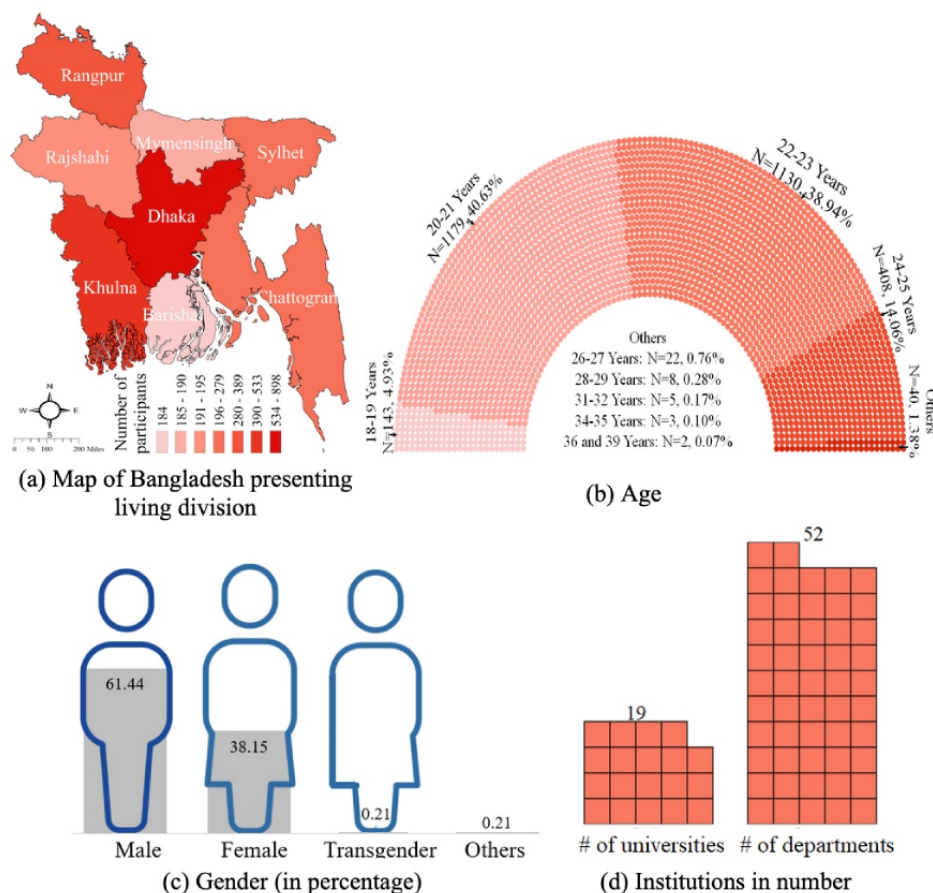 Rangpur
Mymensingh
Rajshahi
Sylhet
Dhaka
Khulna
Barishal
Chattogram
N
W
E
S
0 50 100
200 Miles
Number of
participants
184
185 - 190
191 - 195
196 - 279
280 - 389
390 - 533
534 - 898
(a) Map of Bangladesh presenting
living division
18-19 Years
N=143, 4.93%
20-21 Years
N=1179, 40.63%
22-23 Years
N=1130, 38.94%
24-25 Years
N=408, 14.06%
Others
N=40, 1.38%
Others
26-27 Years: N=22, 0.76%
28-29 Years: N=8, 0.28%
31-32 Years: N=5, 0.17%
34-35 Years: N=3, 0.10%
36 and 39 Years: N=2, 0.07%
(b) Age
61.44
38.15
0.21
0.21
Male
Female
Transgender
Others
(c) Gender (in percentage)
19
52
# of universities
# of departments
(d) Institutions in number